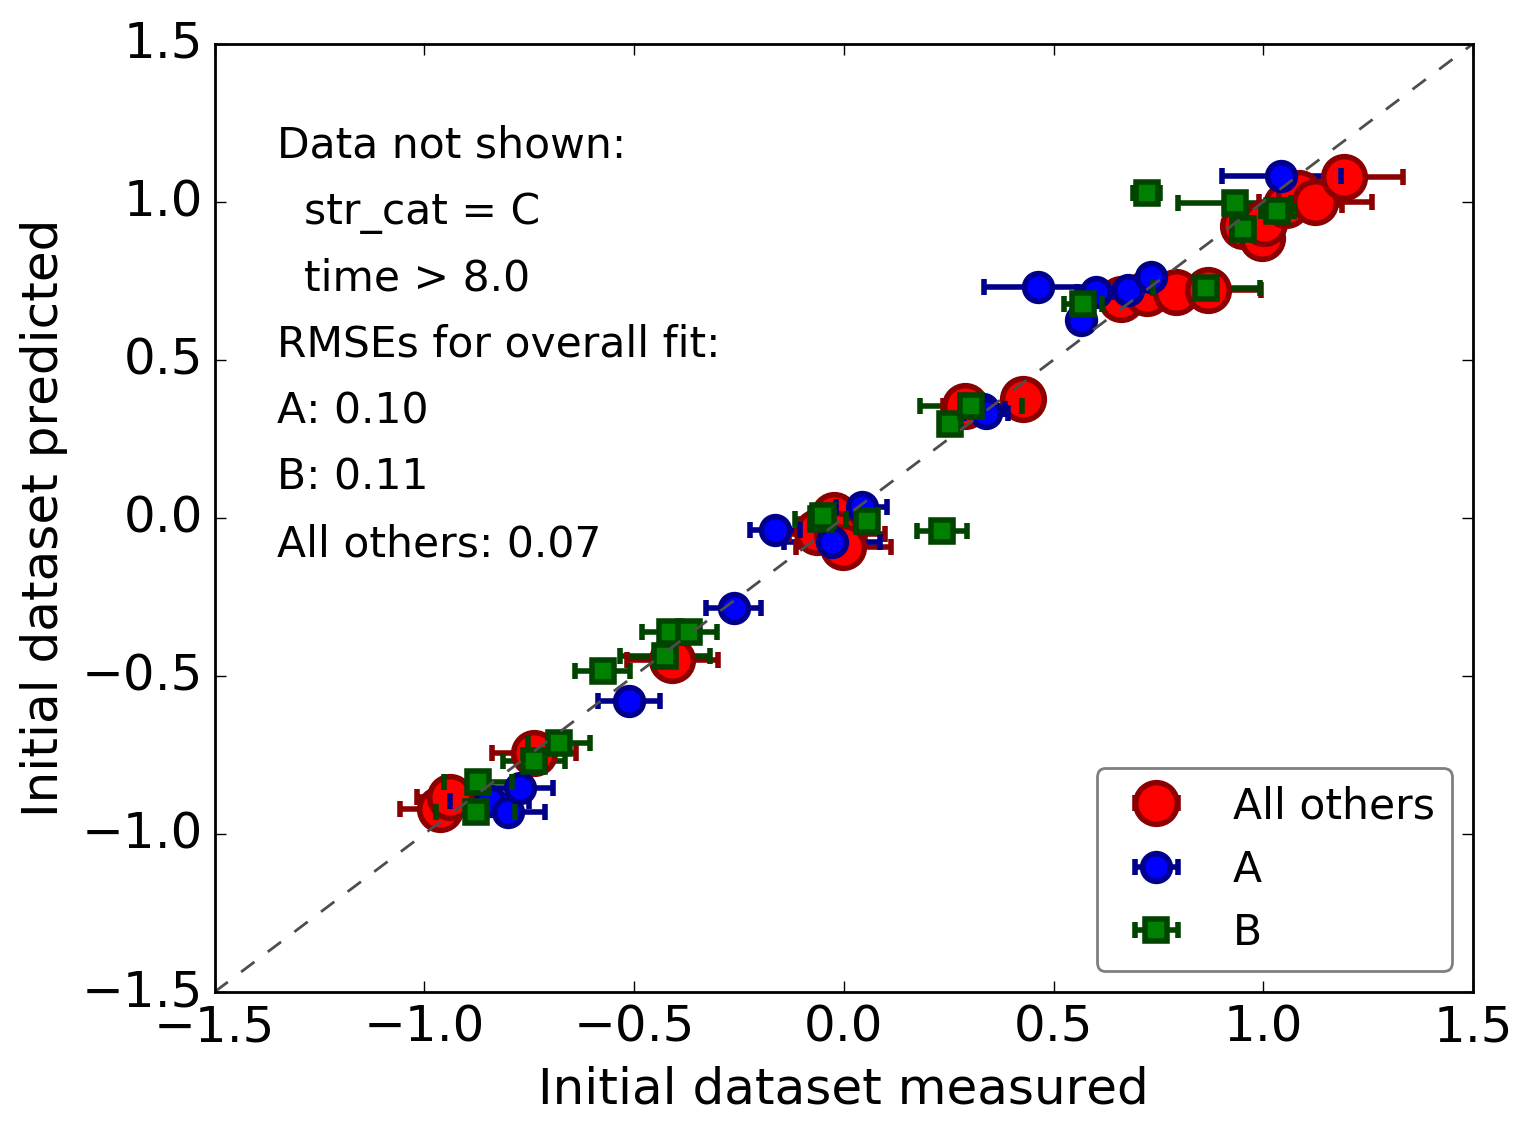 1.5
1.0
0.5
0.0
−0.5
−1.0
−1.5
Initial dataset predicted
Data not shown:
str_cat = C
time > 8.0
RMSEs for overall fit:
A: 0.10
B: 0.11
All others: 0.07
All others
A
B
−1.5 −1.0 −0.5 0.0 0.5 1.0 1.5
Initial dataset measured